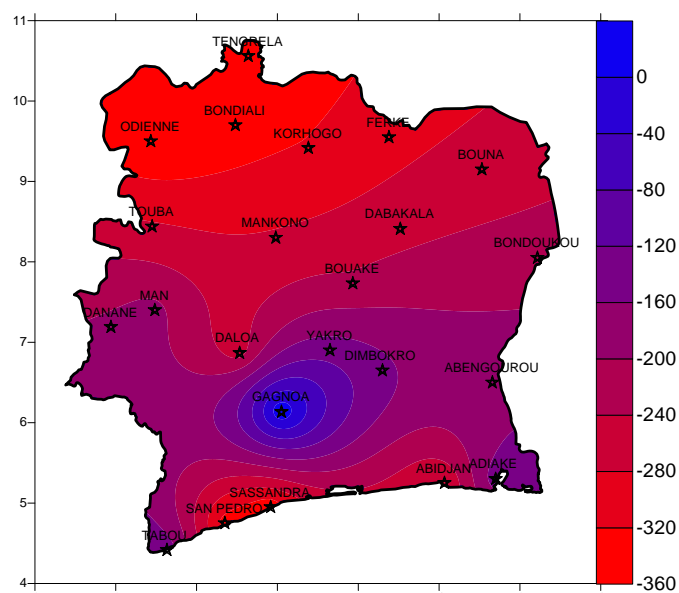 11
TENGRELA
0
10
BONDIALI
ODIENNE
FERKE
-40
KORHOGO
BOUNA
9
-80
TOUBA
DABAKALA
MANKONO
-120
BONDOUKOU
8
BOUAKE
MAN
-160
DANANE
7
YAKRO
DALOA
DIMBOKRO
-200
ABENGOUROU
GAGNOA
6
-240
ABIDJAN
ADIAKE
-280
SASSANDRA
5
SAN PEDRO
-320
TABOU
4
-360